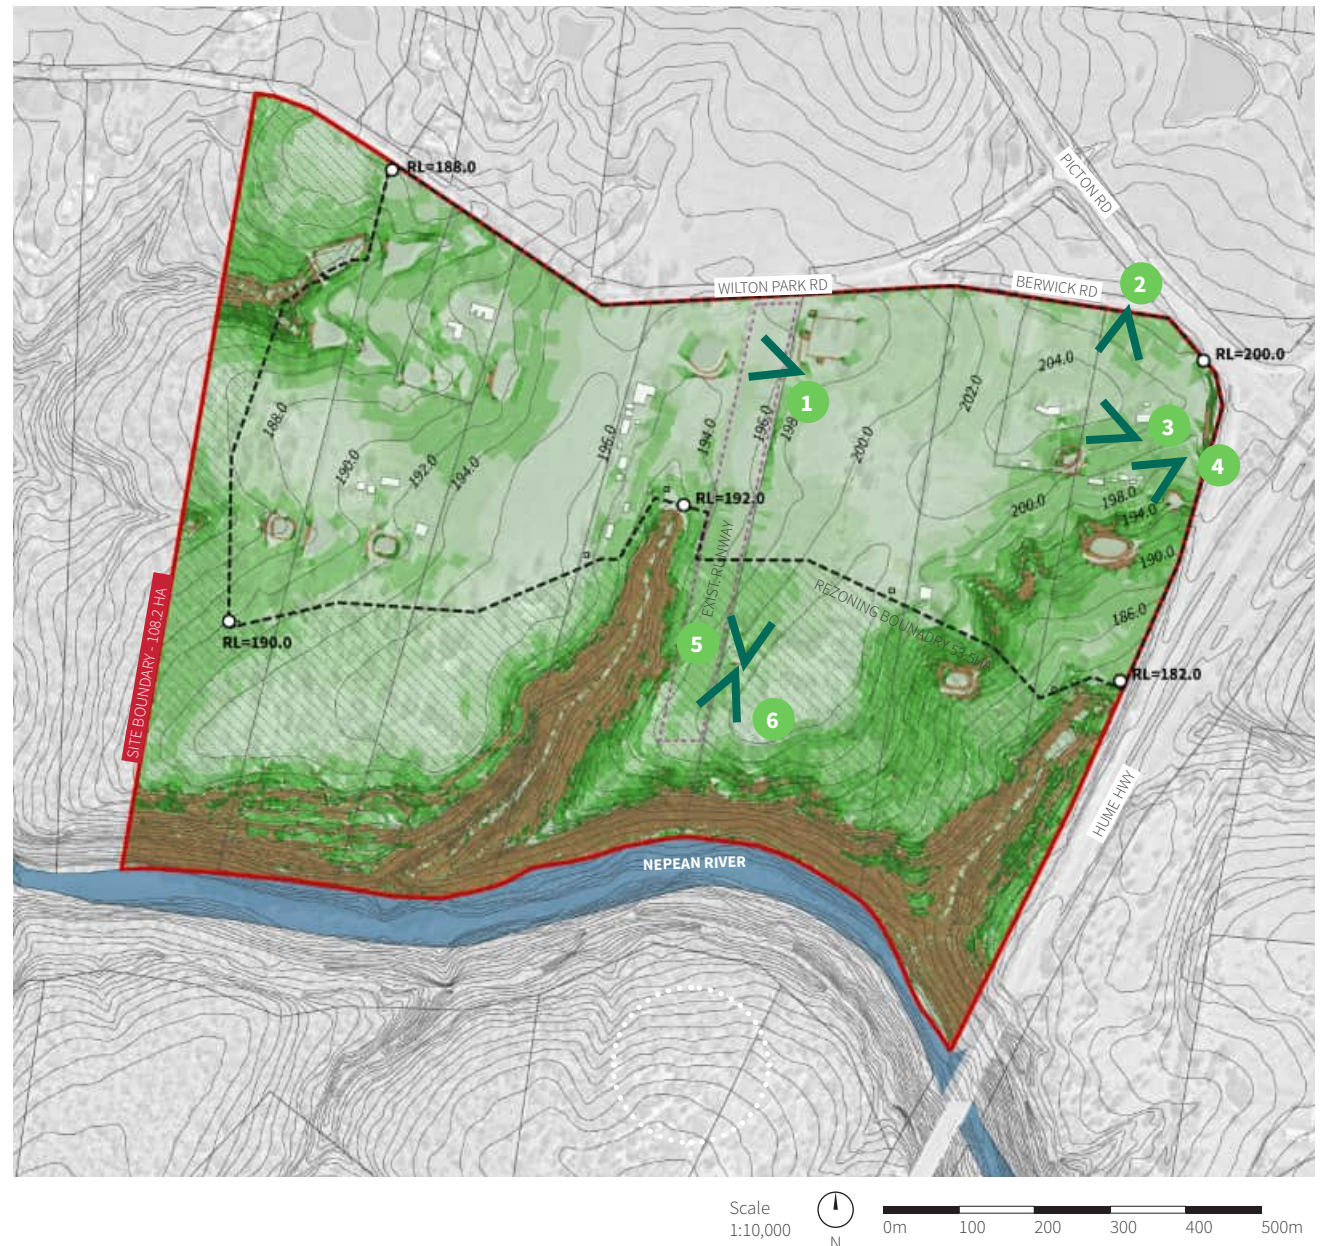 RL=188.0
PICTON RD
WILTON PARK RD
BERWICK RD
2
RL=200.0
204.0
1
202.0
188.0
190.0
192.0
194.0
196.0
194.0
196.0
198
200.0
3
4
RL=192.0
200.0
198.0
194.0
190.0
186.0
EXIST. RUNWAY
REZONING BOUNADRY
RL=190.0
5
6
RL=182.0
SITE BOUNDARY - 108.2 HA
HUME HWY
NEPEAN RIVER
Scale
1:10,000
N
0m 100 200 300 400 500m